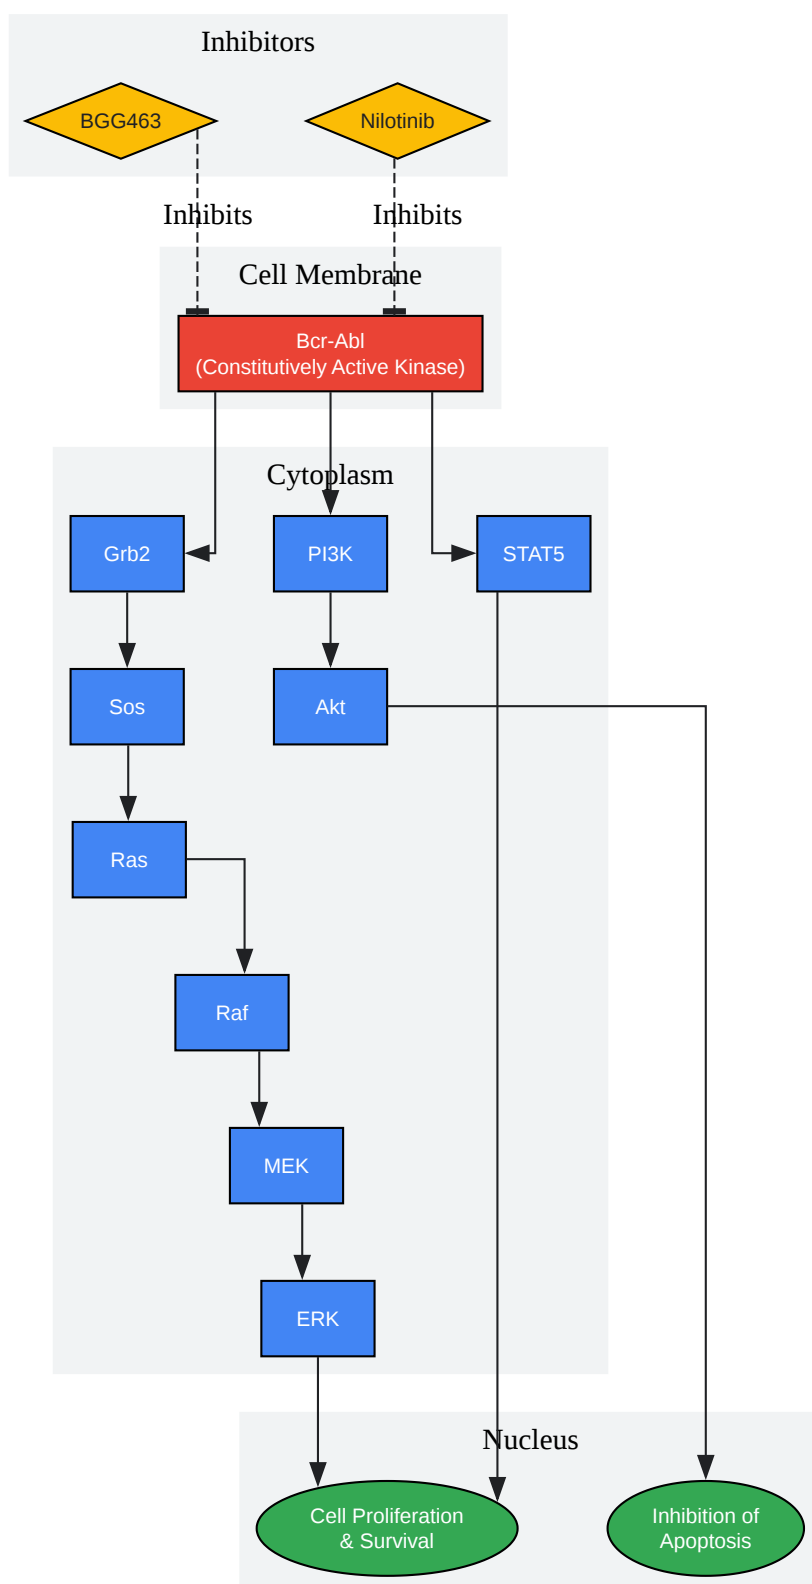 Inhibitors
BGG463
Nilotinib
Inhibits
Inhibits
Cell Membrane
Bcr-Abl
(Constitutively Active Kinase)
Cytoplasm
Grb2
PI3K
STAT5
Sos
Akt
Ras
Raf
MEK
ERK
Nucleus
Cell Proliferation
& Survival
Inhibition of
Apoptosis